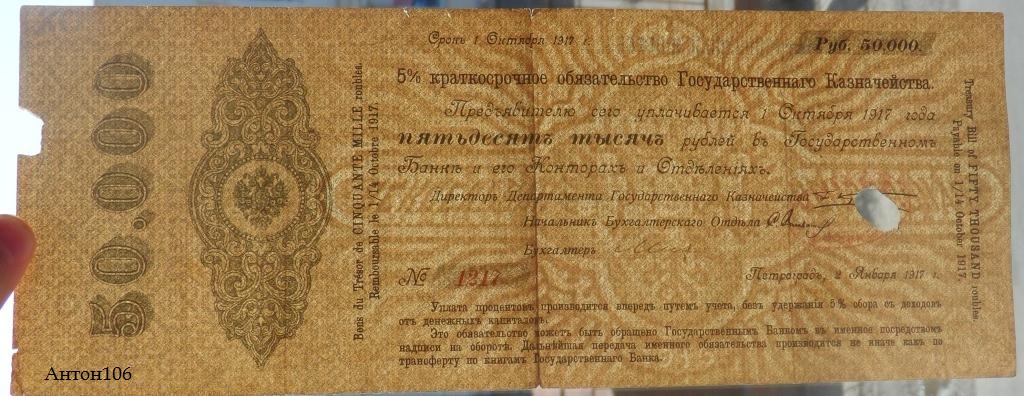 50.000
Bons du Trésor de CINQUANTE MILLE roubles.
Remboursable le 1/14 Octobre 1917.
Срокъ 1 Октября 1917 г.
Руб. 50.000.
5% краткосрочное обязательство Государственнаго Казначейства.
Предъявителю сего уплачивается 1 Октября 1917 года
пятьдесятъ тысячъ рублей въ Государственномъ
Банкѣ и его Конторахъ и Отдѣленіяхъ.
Директоръ Департамента Государственнаго Казначейства
Начальникъ Бухгалтерскаго Отдѣла
Бухгалтеръ
№ 1217
Петроградъ, 2 Января 1917 г.
Уплата процентовъ производится впередъ путемъ учета, безъ удержанія 5% сбора съ доходовъ
отъ денежныхъ капиталовъ.
Это обязательство можетъ быть обращено Государственнымъ Банкомъ въ именное посредствомъ
надписи на оборотѣ. Дальнѣйшая передача именного обязательства производится не иначе какъ по
трансферту по книгамъ Государственнаго Банка.
Treasury Bill of FIFTY THOUSAND roubles
Payable on 1/14 October 1917
Антон106